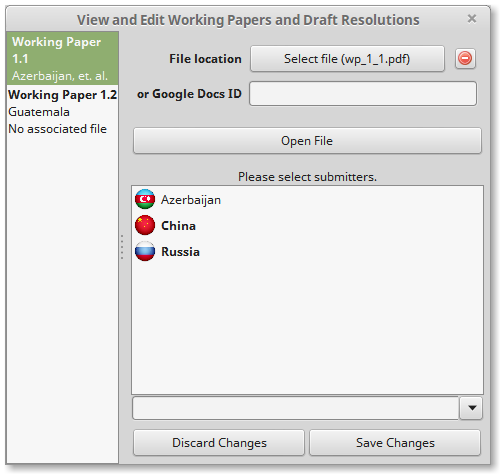 View and Edit Working Papers and Draft Resolutions
Working Paper
1.1
Azerbaijan, et. al.
Working Paper 1.2
Guatemala
No associated file
File location
Select file (wp_1_1.pdf)
or Google Docs ID
Open File
Please select submitters.
Azerbaijan
China
Russia
Discard Changes
Save Changes